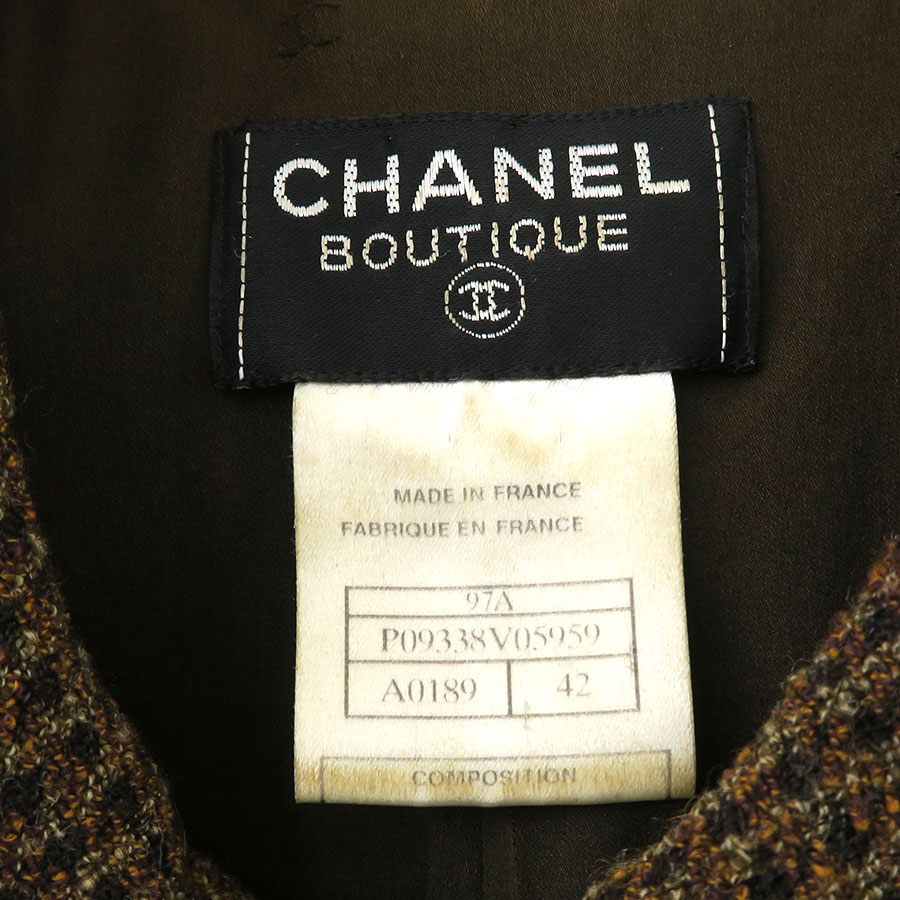 CHANEL
BOUTIQUE
MADE IN FRANCE
FABRIQUE EN FRANCE
97A
P09338V05959
A0189 42
COMPOSITION